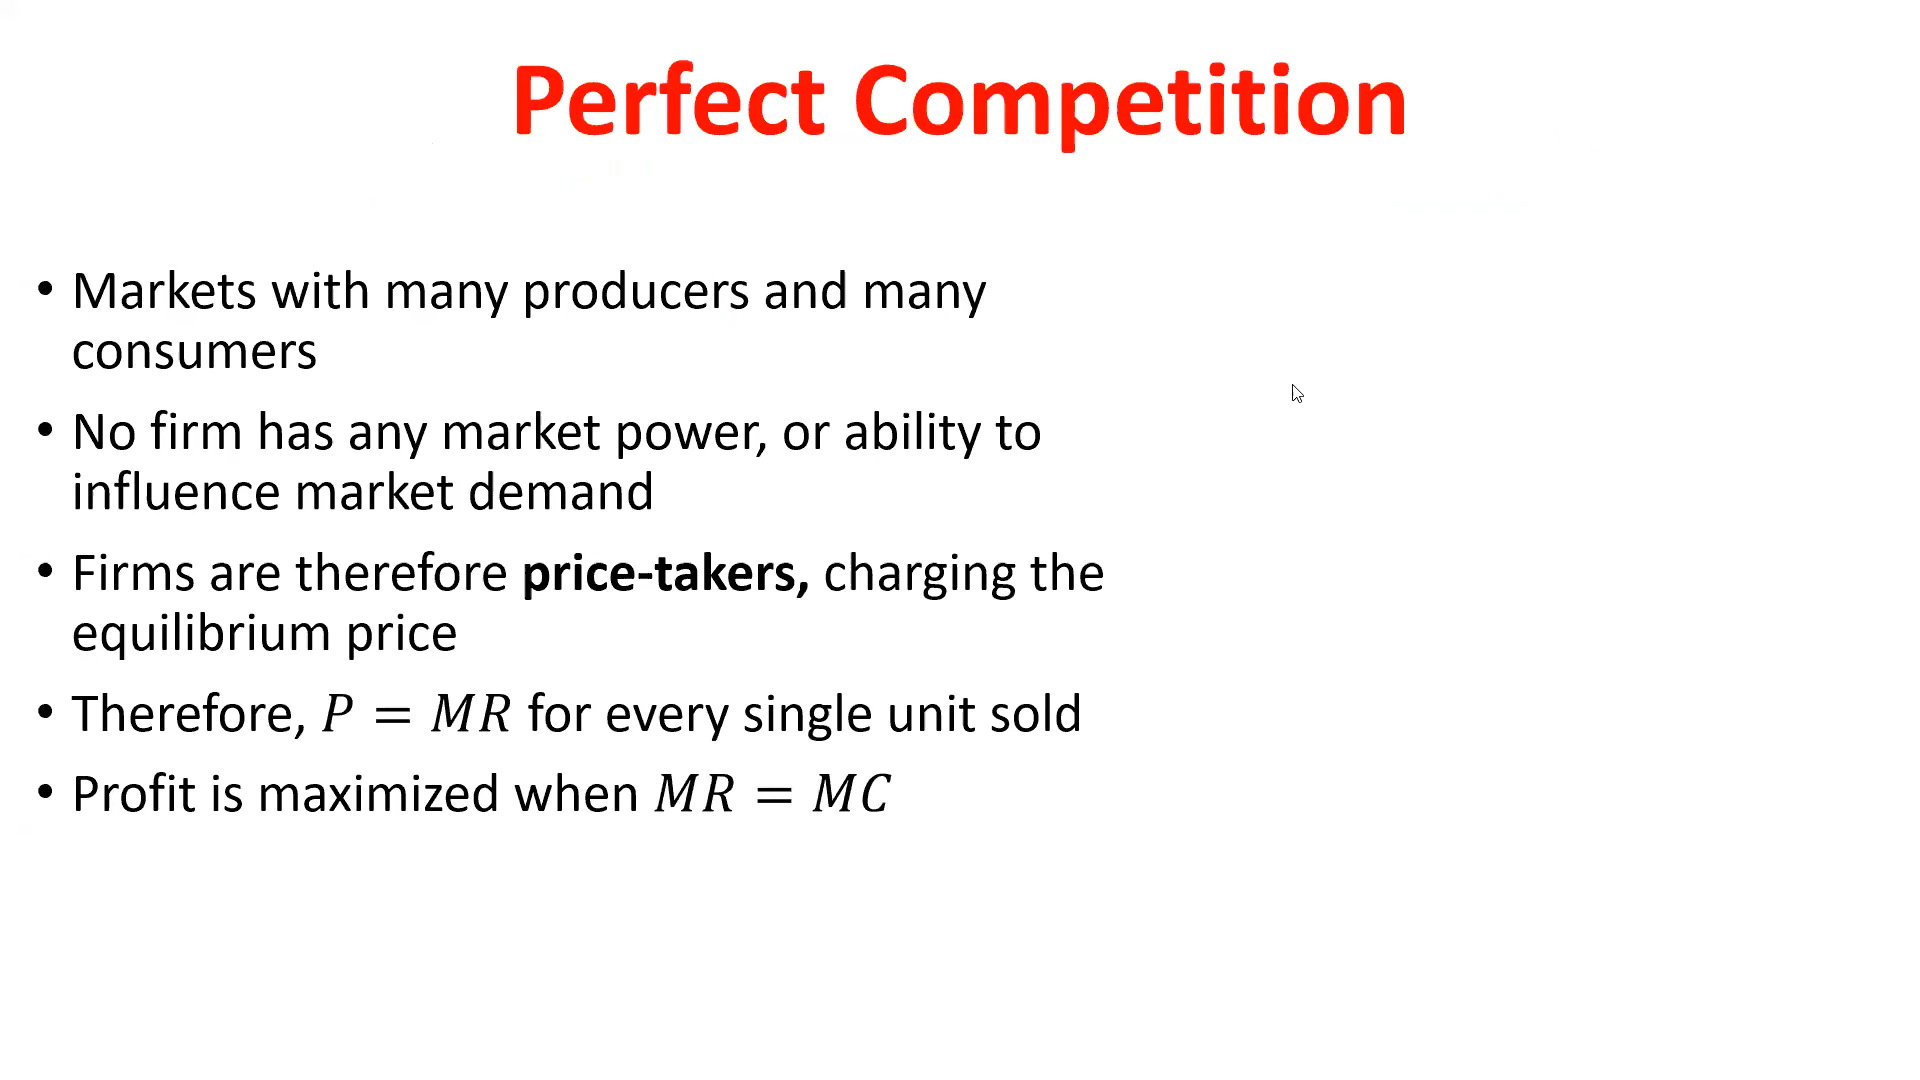 Perfect Competition
• Markets with many producers and many
consumers
• No firm has any market power, or ability to
influence market demand
• Firms are therefore price-takers, charging the
equilibrium price
• Therefore, 𝑃 = 𝑀𝑅 for every single unit sold
• Profit is maximized when 𝑀𝑅 = 𝑀𝐶